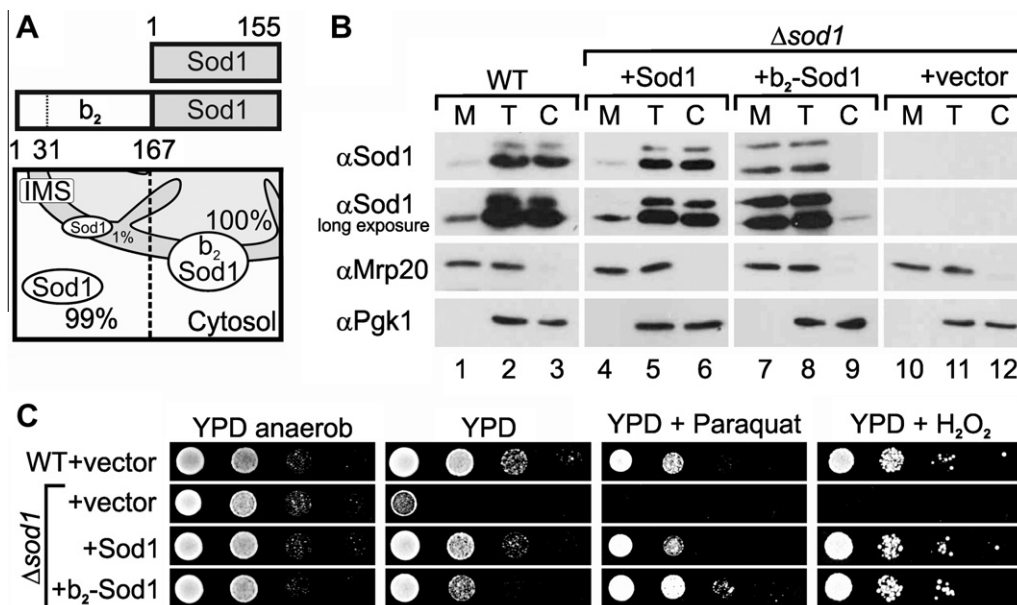 A
1 155
Sod1
b₂ Sod1
1 31 167
IMS
Sod1
1%
100%
b₂
Sod1
Sod1
99%
Cytosol
B
Δsod1
WT +Sod1 +b₂-Sod1 +vector
M T C M T C M T C M T C
αSod1
αSod1
long exposure
αMrp20
αPgk1
1 2 3 4 5 6 7 8 9 10 11 12
C
YPD anaerob YPD YPD + Paraquat YPD + H₂O₂
WT+vector
Δsod1
+vector
+Sod1
+b₂-Sod1